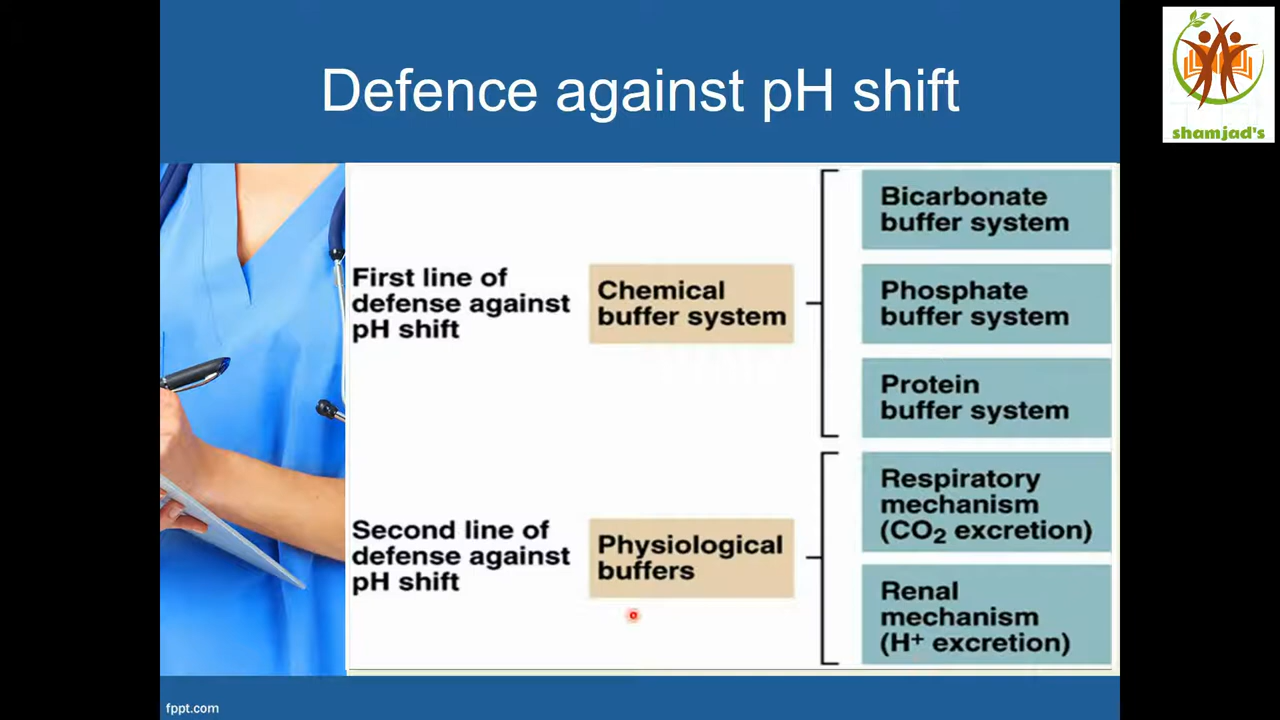 Defence against pH shift
shamjad's
First line of
defense against
pH shift
Chemical
buffer system
Bicarbonate
buffer system
Phosphate
buffer system
Protein
buffer system
Second line of
defense against
pH shift
Physiological
buffers
Respiratory
mechanism
(CO₂ excretion)
Renal
mechanism
(H⁺ excretion)
fppt.com